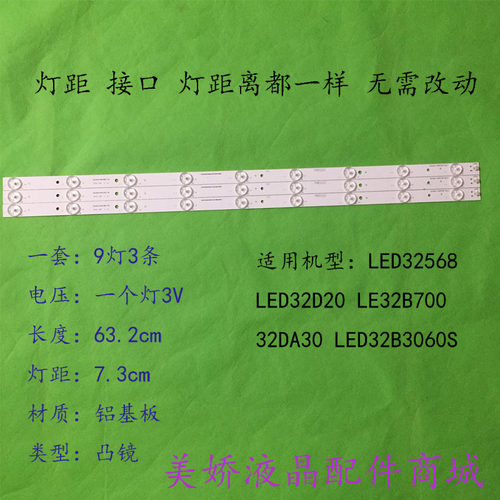 灯距 接口 灯距离都一样 无需改动
一套：9灯3条
电压：一个灯3V
长度：63.2cm
灯距：7.3cm
材质：铝基板
类型：凸镜
适用机型：LED32568
LED32D20 LE32B700
32DA30 LED32B3060S
美娇液晶配件商城